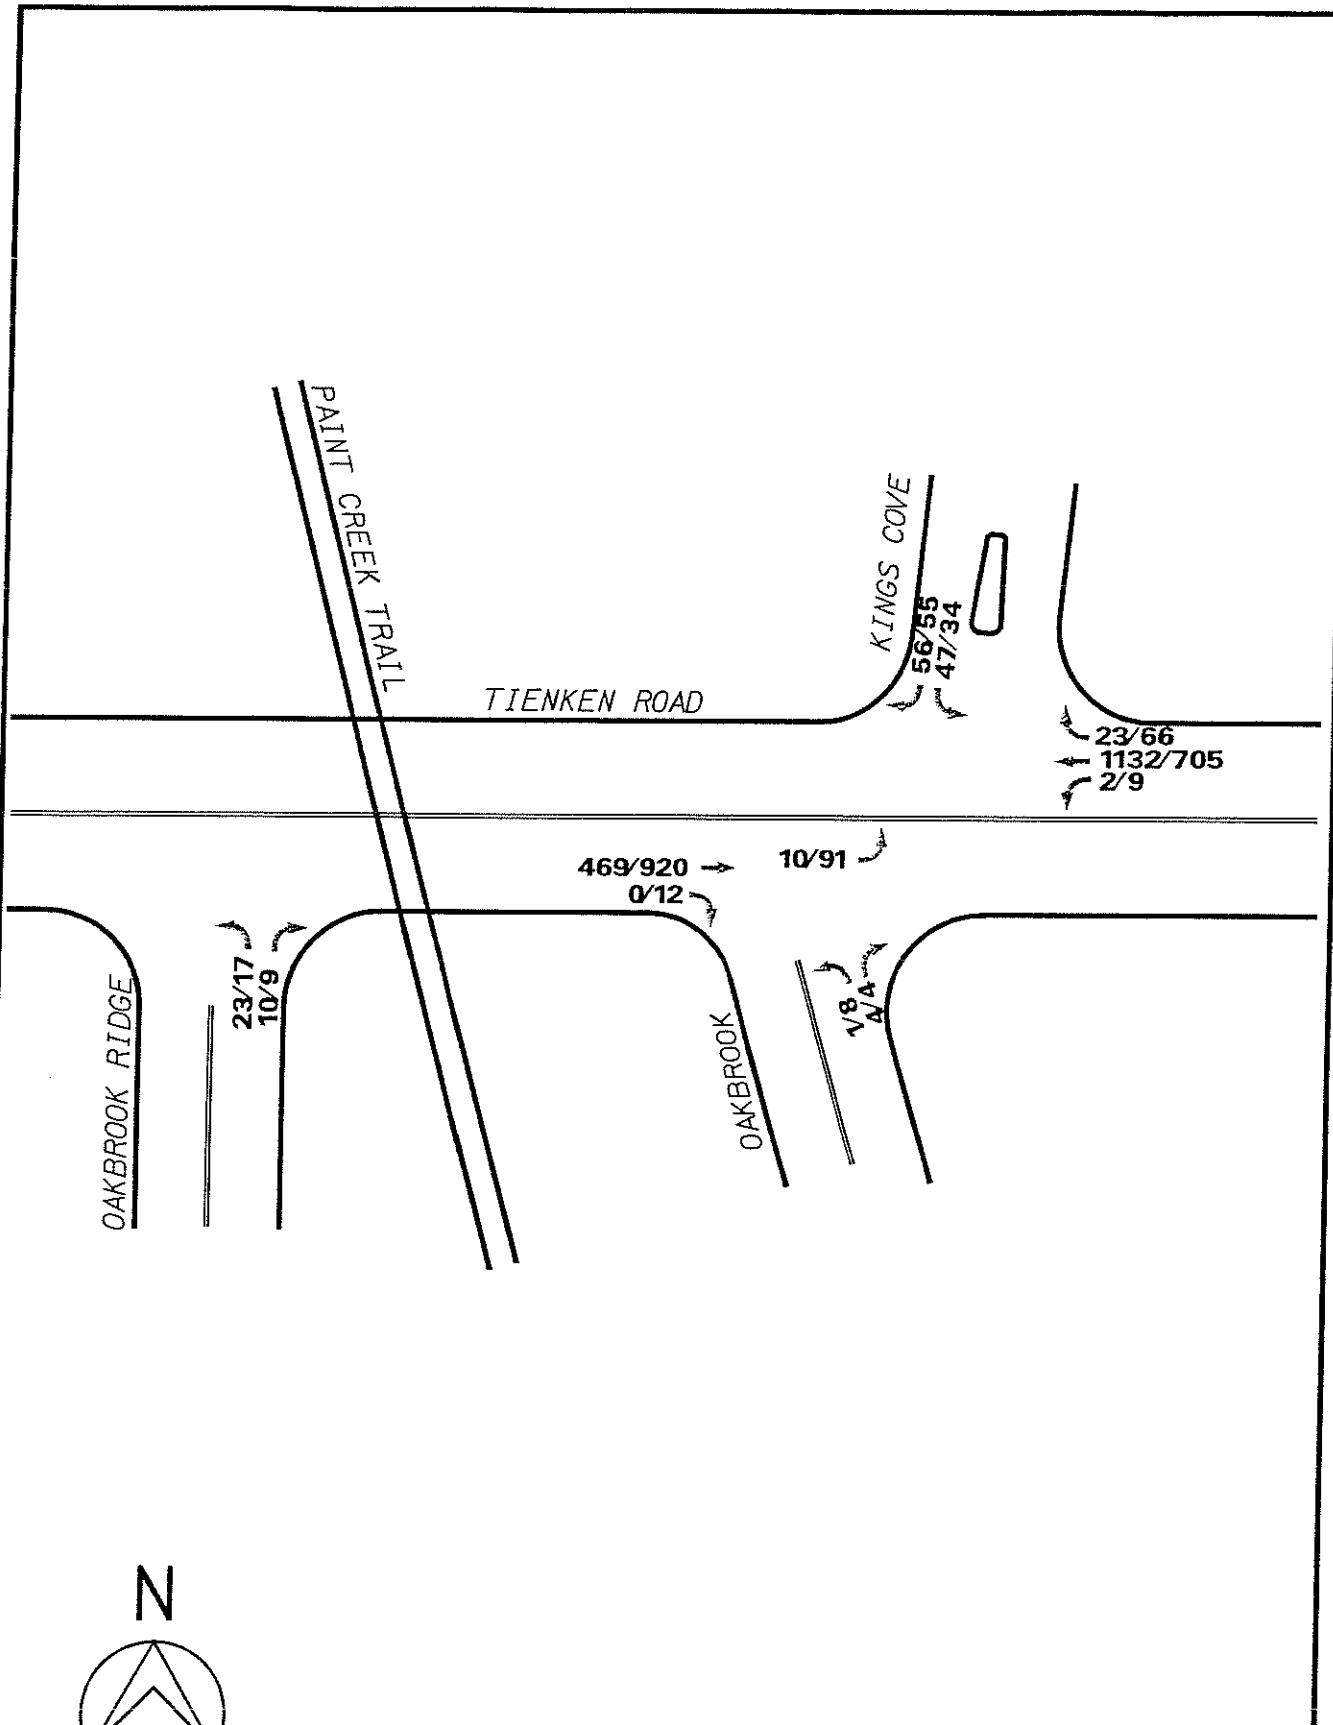 PAINT CREEK TRAIL
KINGS COVE
56/55
47/34
TIENKEN ROAD
23/66
1132/705
2/9
10/91
469/920
0/12
23/17
10/9
1/8
4/4
OAKBROOK RIDGE
OAKBROOK
N